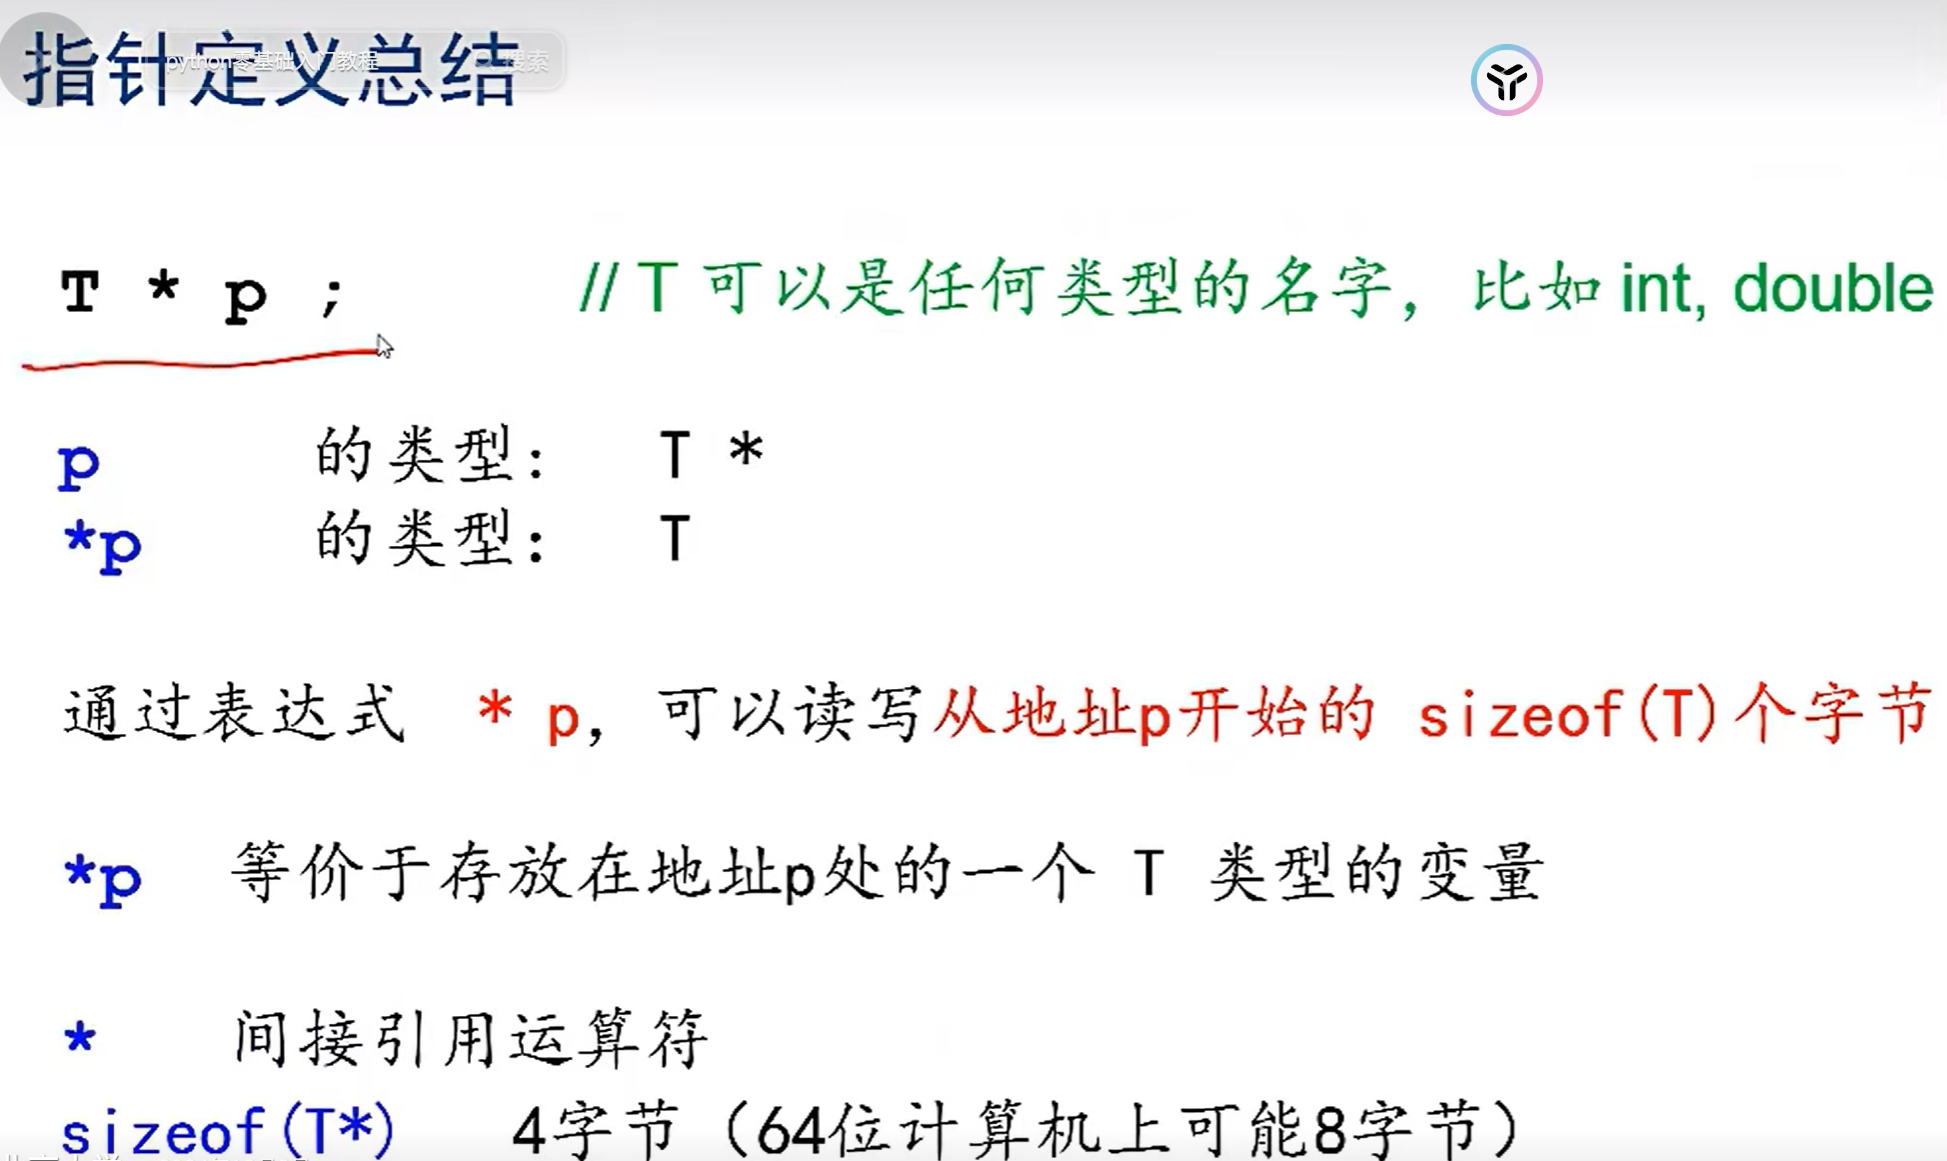 指针定义总结
python零基础入门教程 搜索
T * p ; // T 可以是任何类型的名字，比如 int, double
p 的类型： T *
*p 的类型： T
通过表达式 * p，可以读写从地址p开始的 sizeof(T)个字节
*p 等价于存放在地址p处的一个 T 类型的变量
* 间接引用运算符
sizeof(T*) 4字节（64位计算机上可能8字节）